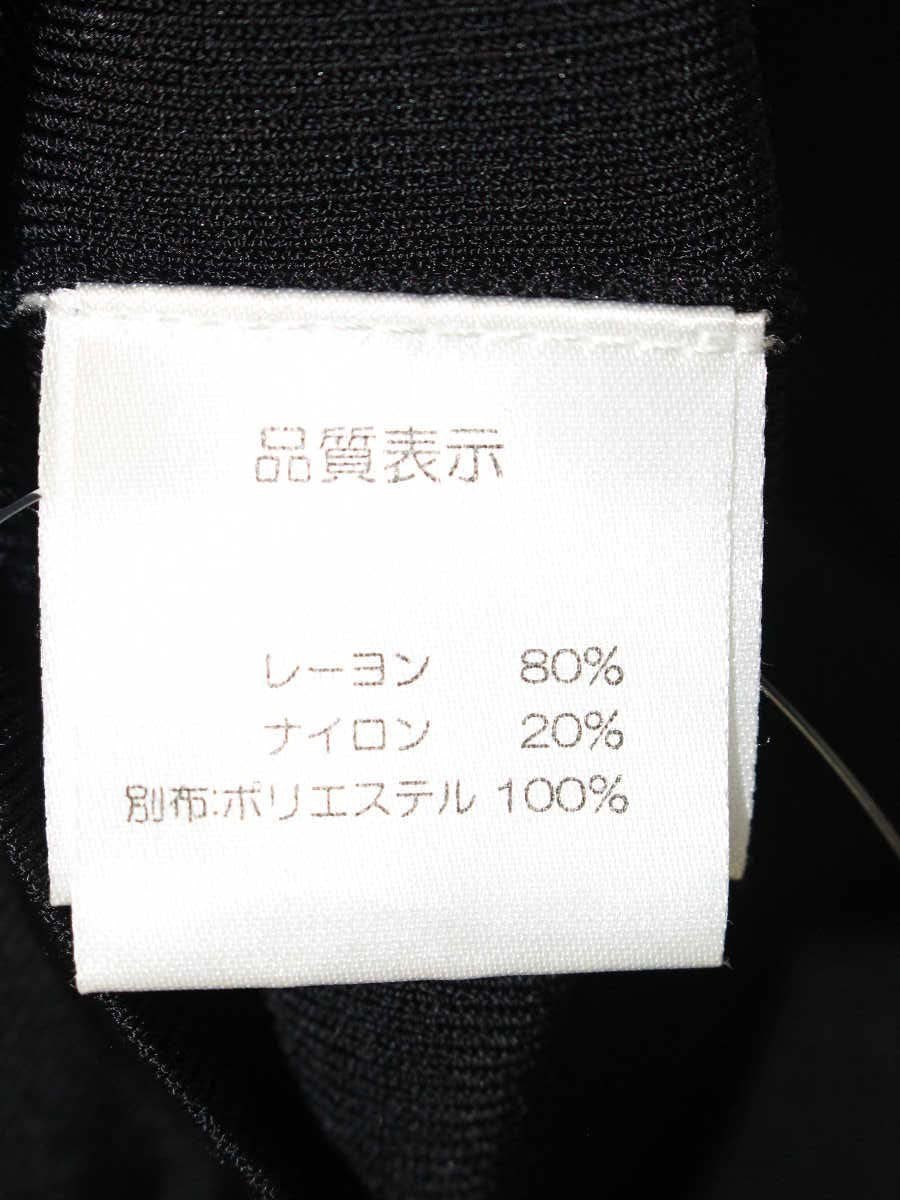 品質表示
レーヨン 80%
ナイロン 20%
別布:ポリエステル 100%